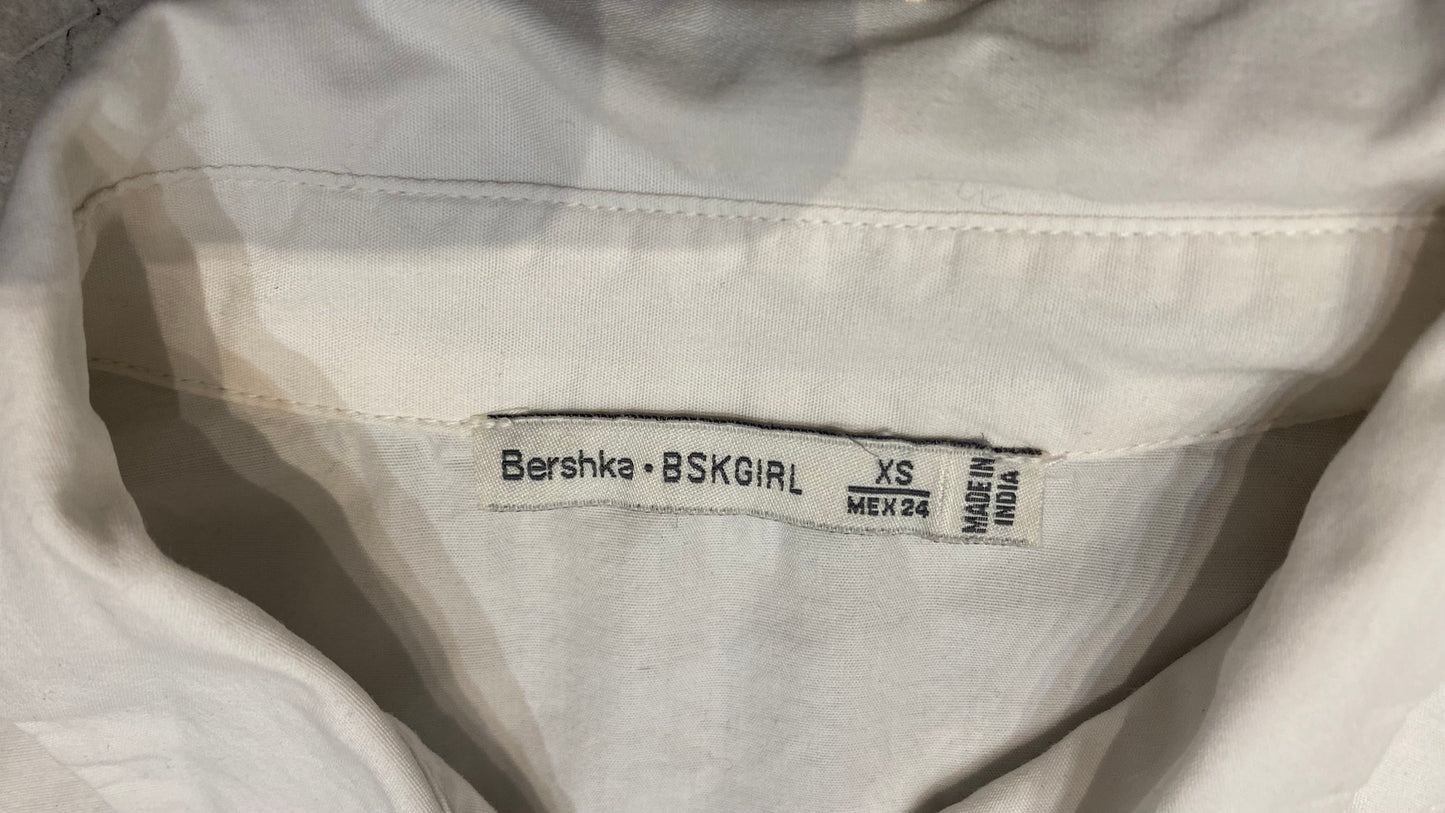 Bershka • BSKGIRL
XS
MEX 24
MADE IN
INDIA